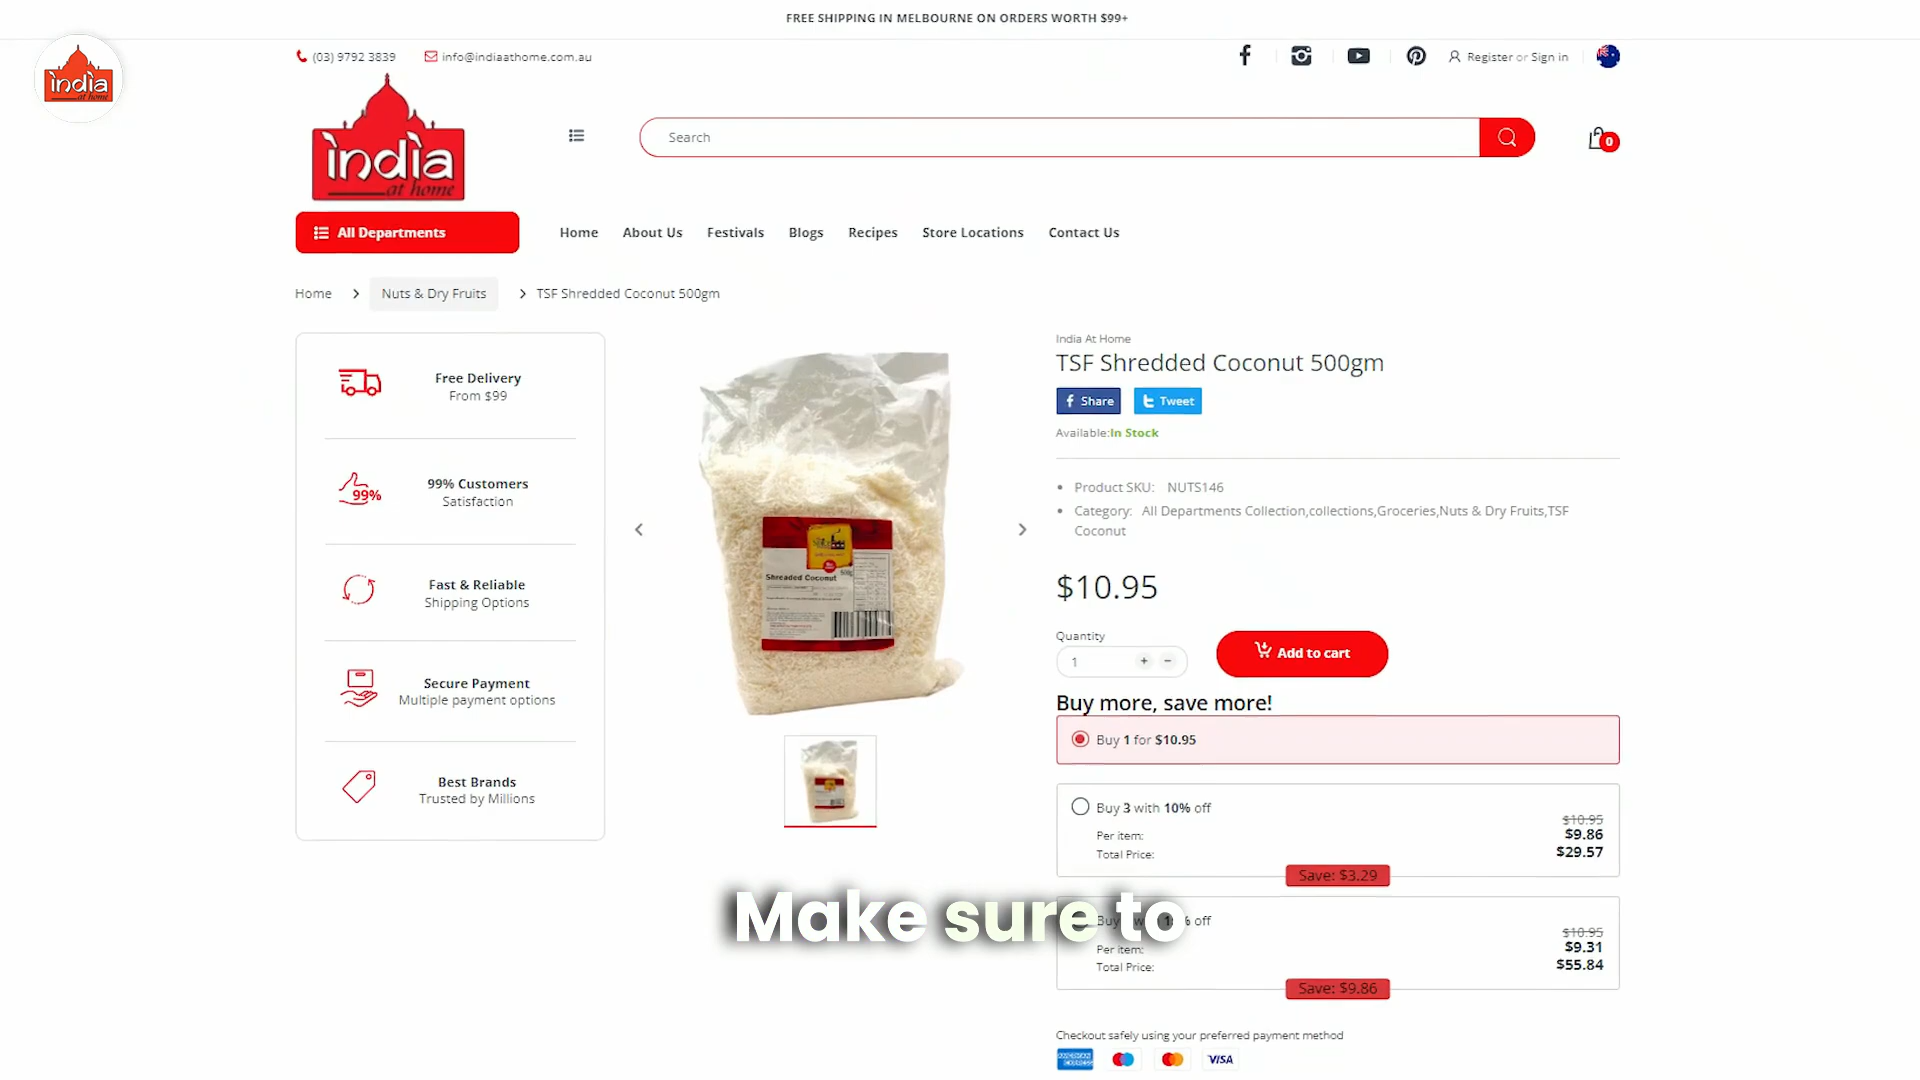 FREE SHIPPING IN MELBOURNE ON ORDERS WORTH $99+
india
at home
(03) 9792 3839
info@indiaathome.com.au
Register or Sign in
india
at home
Search
0
All Departments
Home
About Us
Festivals
Blogs
Recipes
Store Locations
Contact Us
Home > Nuts & Dry Fruits > TSF Shredded Coconut 500gm
Free Delivery
From $99
99%
99% Customers
Satisfaction
Fast & Reliable
Shipping Options
Secure Payment
Multiple payment options
Best Brands
Trusted by Millions
Shreaded Coconut 500g
India At Home
TSF Shredded Coconut 500gm
Share
Tweet
Available:In Stock
Product SKU: NUTS146
Category: All Departments Collection,collections,Groceries,Nuts & Dry Fruits,TSF
Coconut
$10.95
Quantity
1 + -
Add to cart
Buy more, save more!
Buy 1 for $10.95
Buy 3 with 10% off
$10.95
Per item: $9.86
Total Price: $29.57
Save: $3.29
Make sure to
Buy with % off
$10.95
Per item: $9.31
Total Price: $55.84
Save: $9.86
Checkout safely using your preferred payment method
VISA